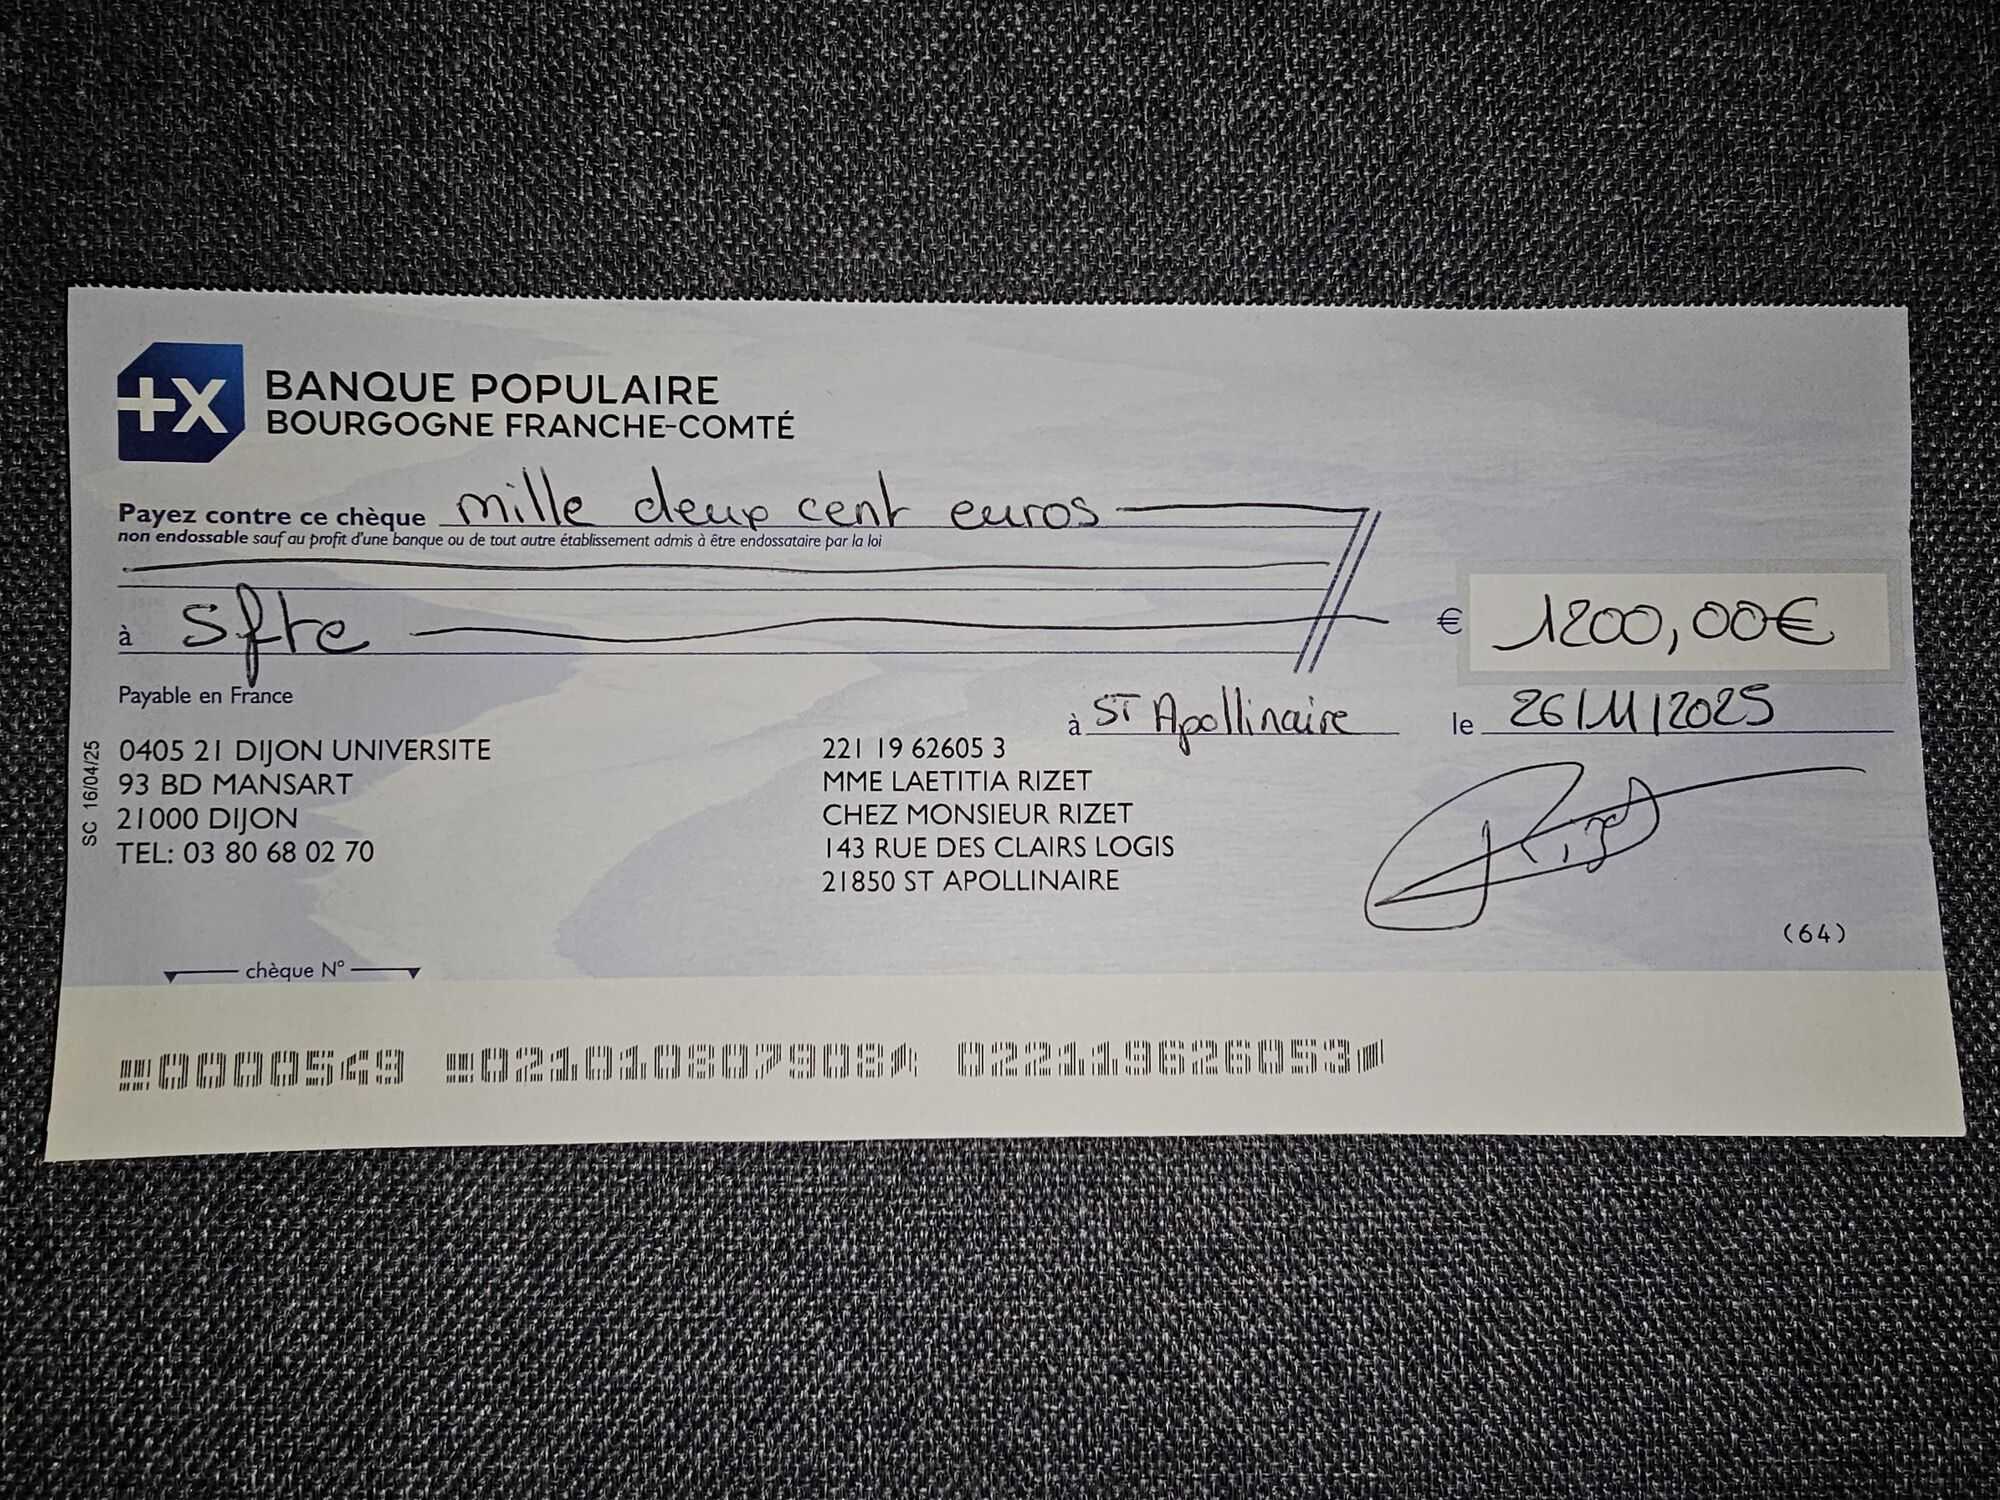 +X BANQUE POPULAIRE
BOURGOGNE FRANCHE-COMTÉ
Payez contre ce chèque mille deux cent euros
non endossable sauf au profit d'une banque ou de tout autre établissement admis à être endossataire par la loi
à sfte
€ 1200,00€
Payable en France
à ST Apollinaire le 26/11/2025
SC 16/04/25
0405 21 DIJON UNIVERSITE
93 BD MANSART
21000 DIJON
TEL: 03 80 68 02 70
221 19 62605 3
MME LAETITIA RIZET
CHEZ MONSIEUR RIZET
143 RUE DES CLAIRS LOGIS
21850 ST APOLLINAIRE
Rizet
(64)
chèque N°
0000549 021010807908 022119626053